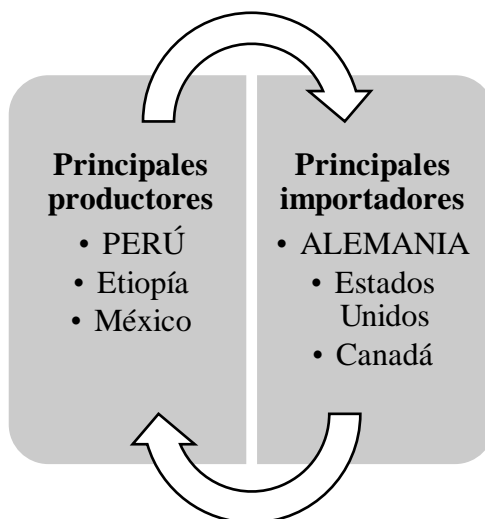 Principales
productores
• PERÚ
• Etiopía
• México
Principales
importadores
• ALEMANIA
• Estados
Unidos
• Canadá